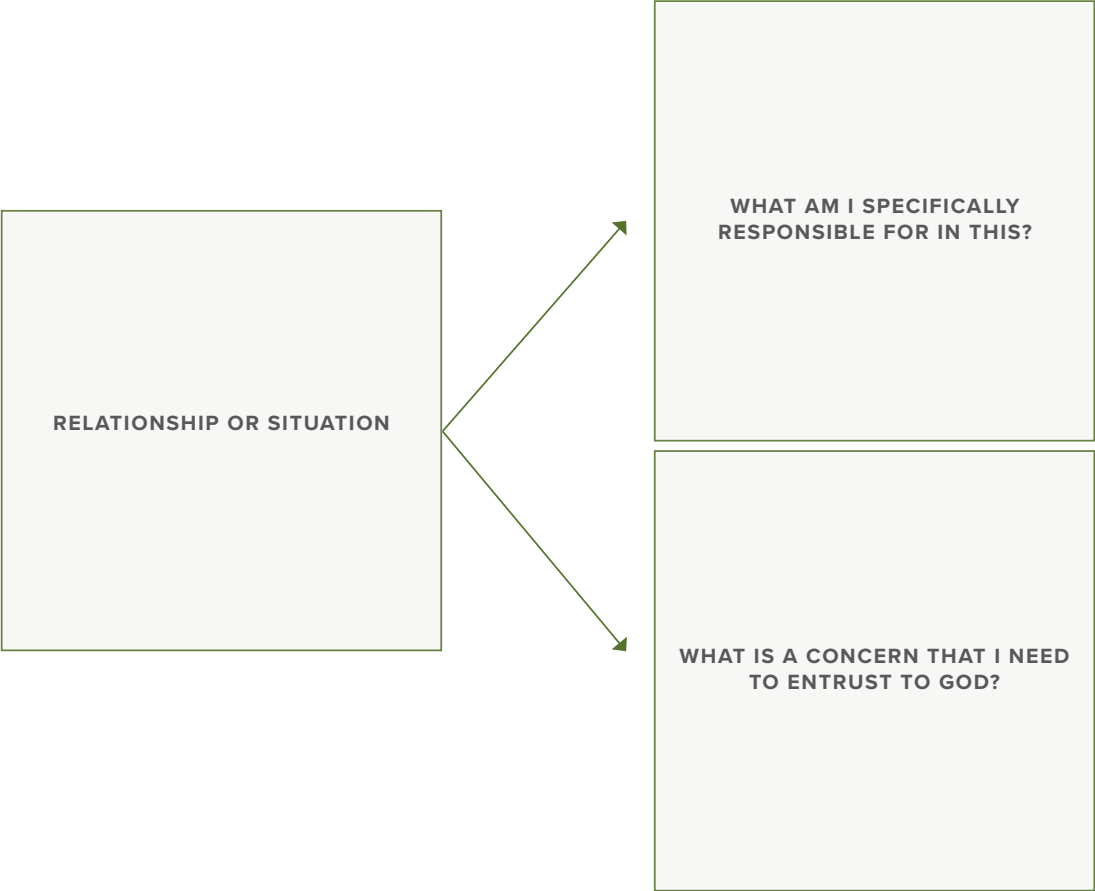 RELATIONSHIP OR SITUATION
WHAT AM I SPECIFICALLY
RESPONSIBLE FOR IN THIS?
WHAT IS A CONCERN THAT I NEED
TO ENTRUST TO GOD?